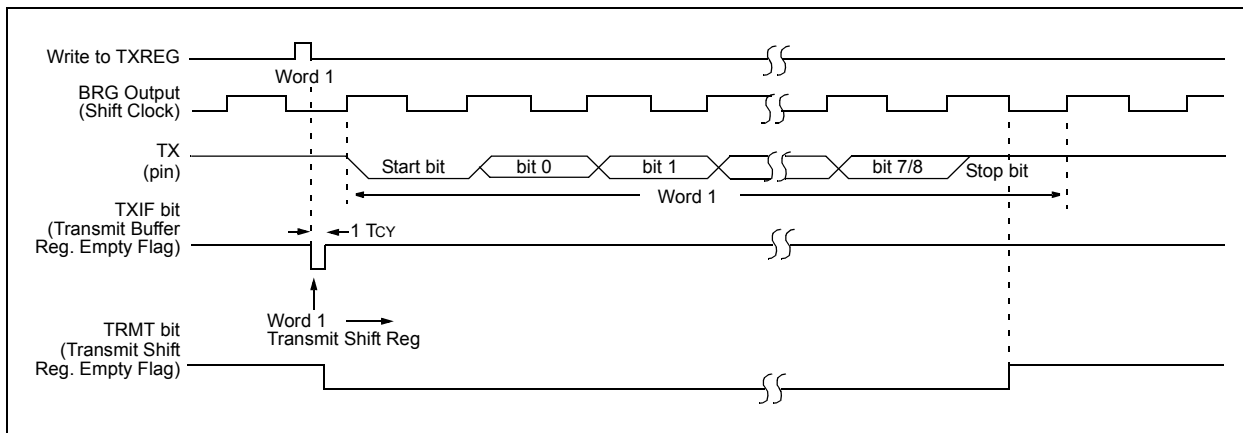 Write to TXREG
Word 1
BRG Output
(Shift Clock)
TX
(pin)
Start bit
bit 0
bit 1
bit 7/8
Stop bit
Word 1
TXIF bit
(Transmit Buffer
Reg. Empty Flag)
1 TCY
Word 1
Transmit Shift Reg
TRMT bit
(Transmit Shift
Reg. Empty Flag)